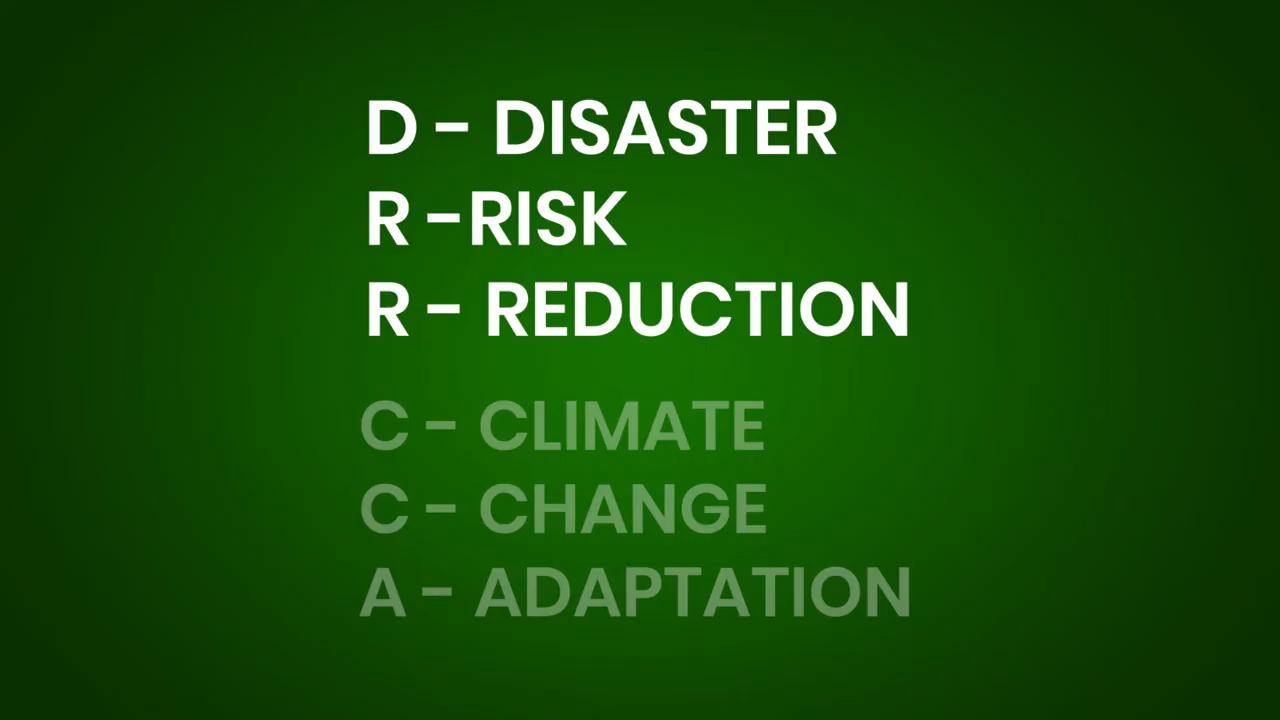 D – DISASTER
R –RISK
R – REDUCTION
C – CLIMATE
C – CHANGE
A – ADAPTATION